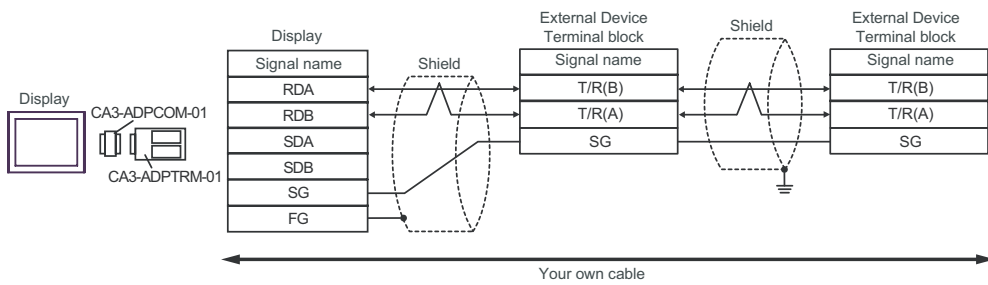 Display
CA3-ADPCOM-01
CA3-ADPTRM-01
Display
Signal name
RDA
RDB
SDA
SDB
SG
FG
Shield
External Device
Terminal block
Signal name
T/R(B)
T/R(A)
SG
Shield
External Device
Terminal block
Signal name
T/R(B)
T/R(A)
SG
Your own cable